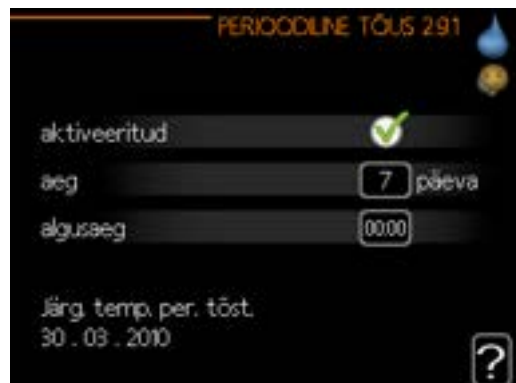 PERIOODILINE TÕUS 2.9.1
aktiveeritud
aeg 7 päeva
algusaeg 00:00
Järg. temp. per. tõst.
30 . 03 . 2010
?